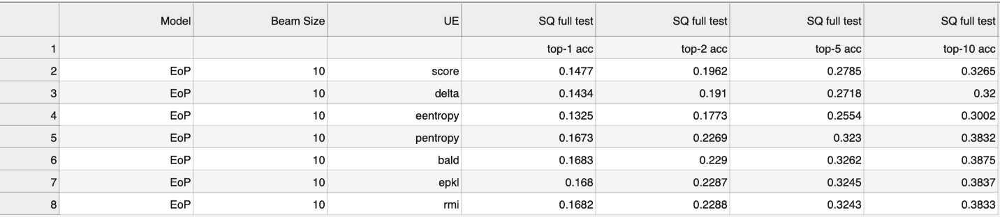 Model Beam Size UE SQ full test SQ full test SQ full test SQ full test
1 top-1 acc top-2 acc top-5 acc top-10 acc
2 EoP 10 score 0.1477 0.1962 0.2785 0.3265
3 EoP 10 delta 0.1434 0.191 0.2718 0.32
4 EoP 10 eentropy 0.1325 0.1773 0.2554 0.3002
5 EoP 10 pentropy 0.1673 0.2269 0.323 0.3832
6 EoP 10 bald 0.1683 0.229 0.3262 0.3875
7 EoP 10 epkl 0.168 0.2287 0.3245 0.3837
8 EoP 10 rmi 0.1682 0.2288 0.3243 0.3833